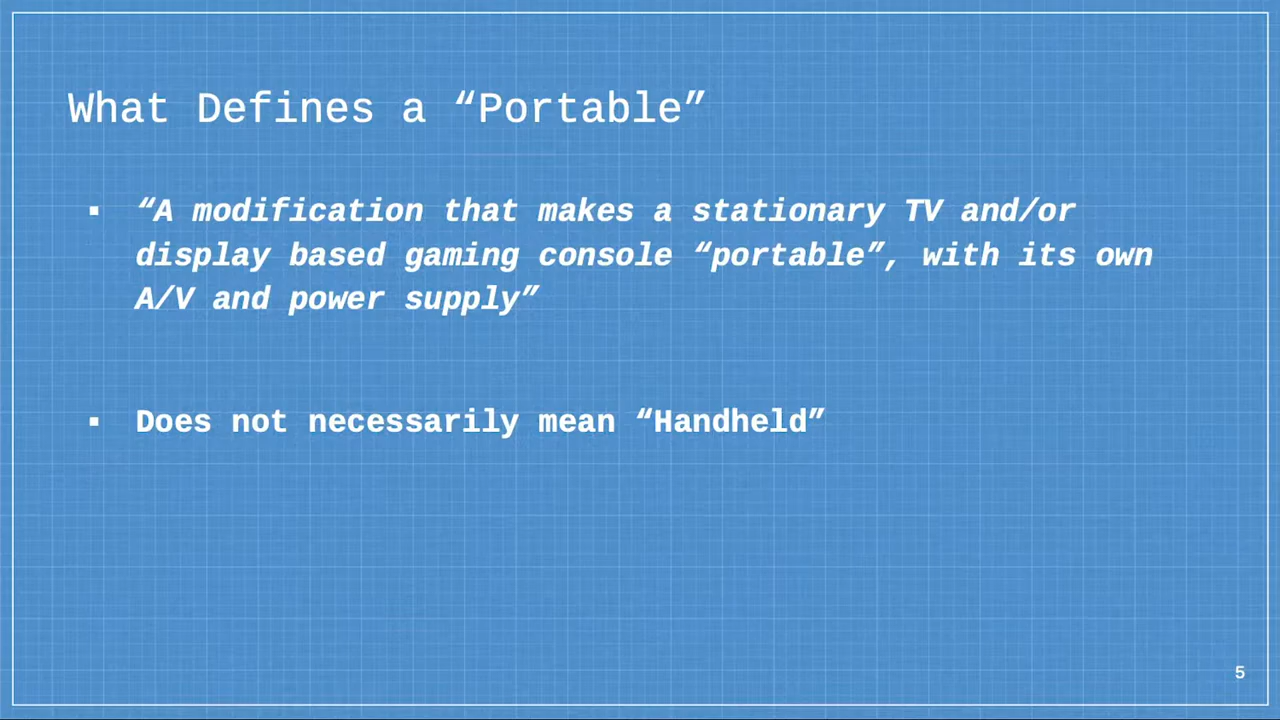 What Defines a “Portable”
▪ “A modification that makes a stationary TV and/or
display based gaming console “portable”, with its own
A/V and power supply”
▪ Does not necessarily mean “Handheld”
5